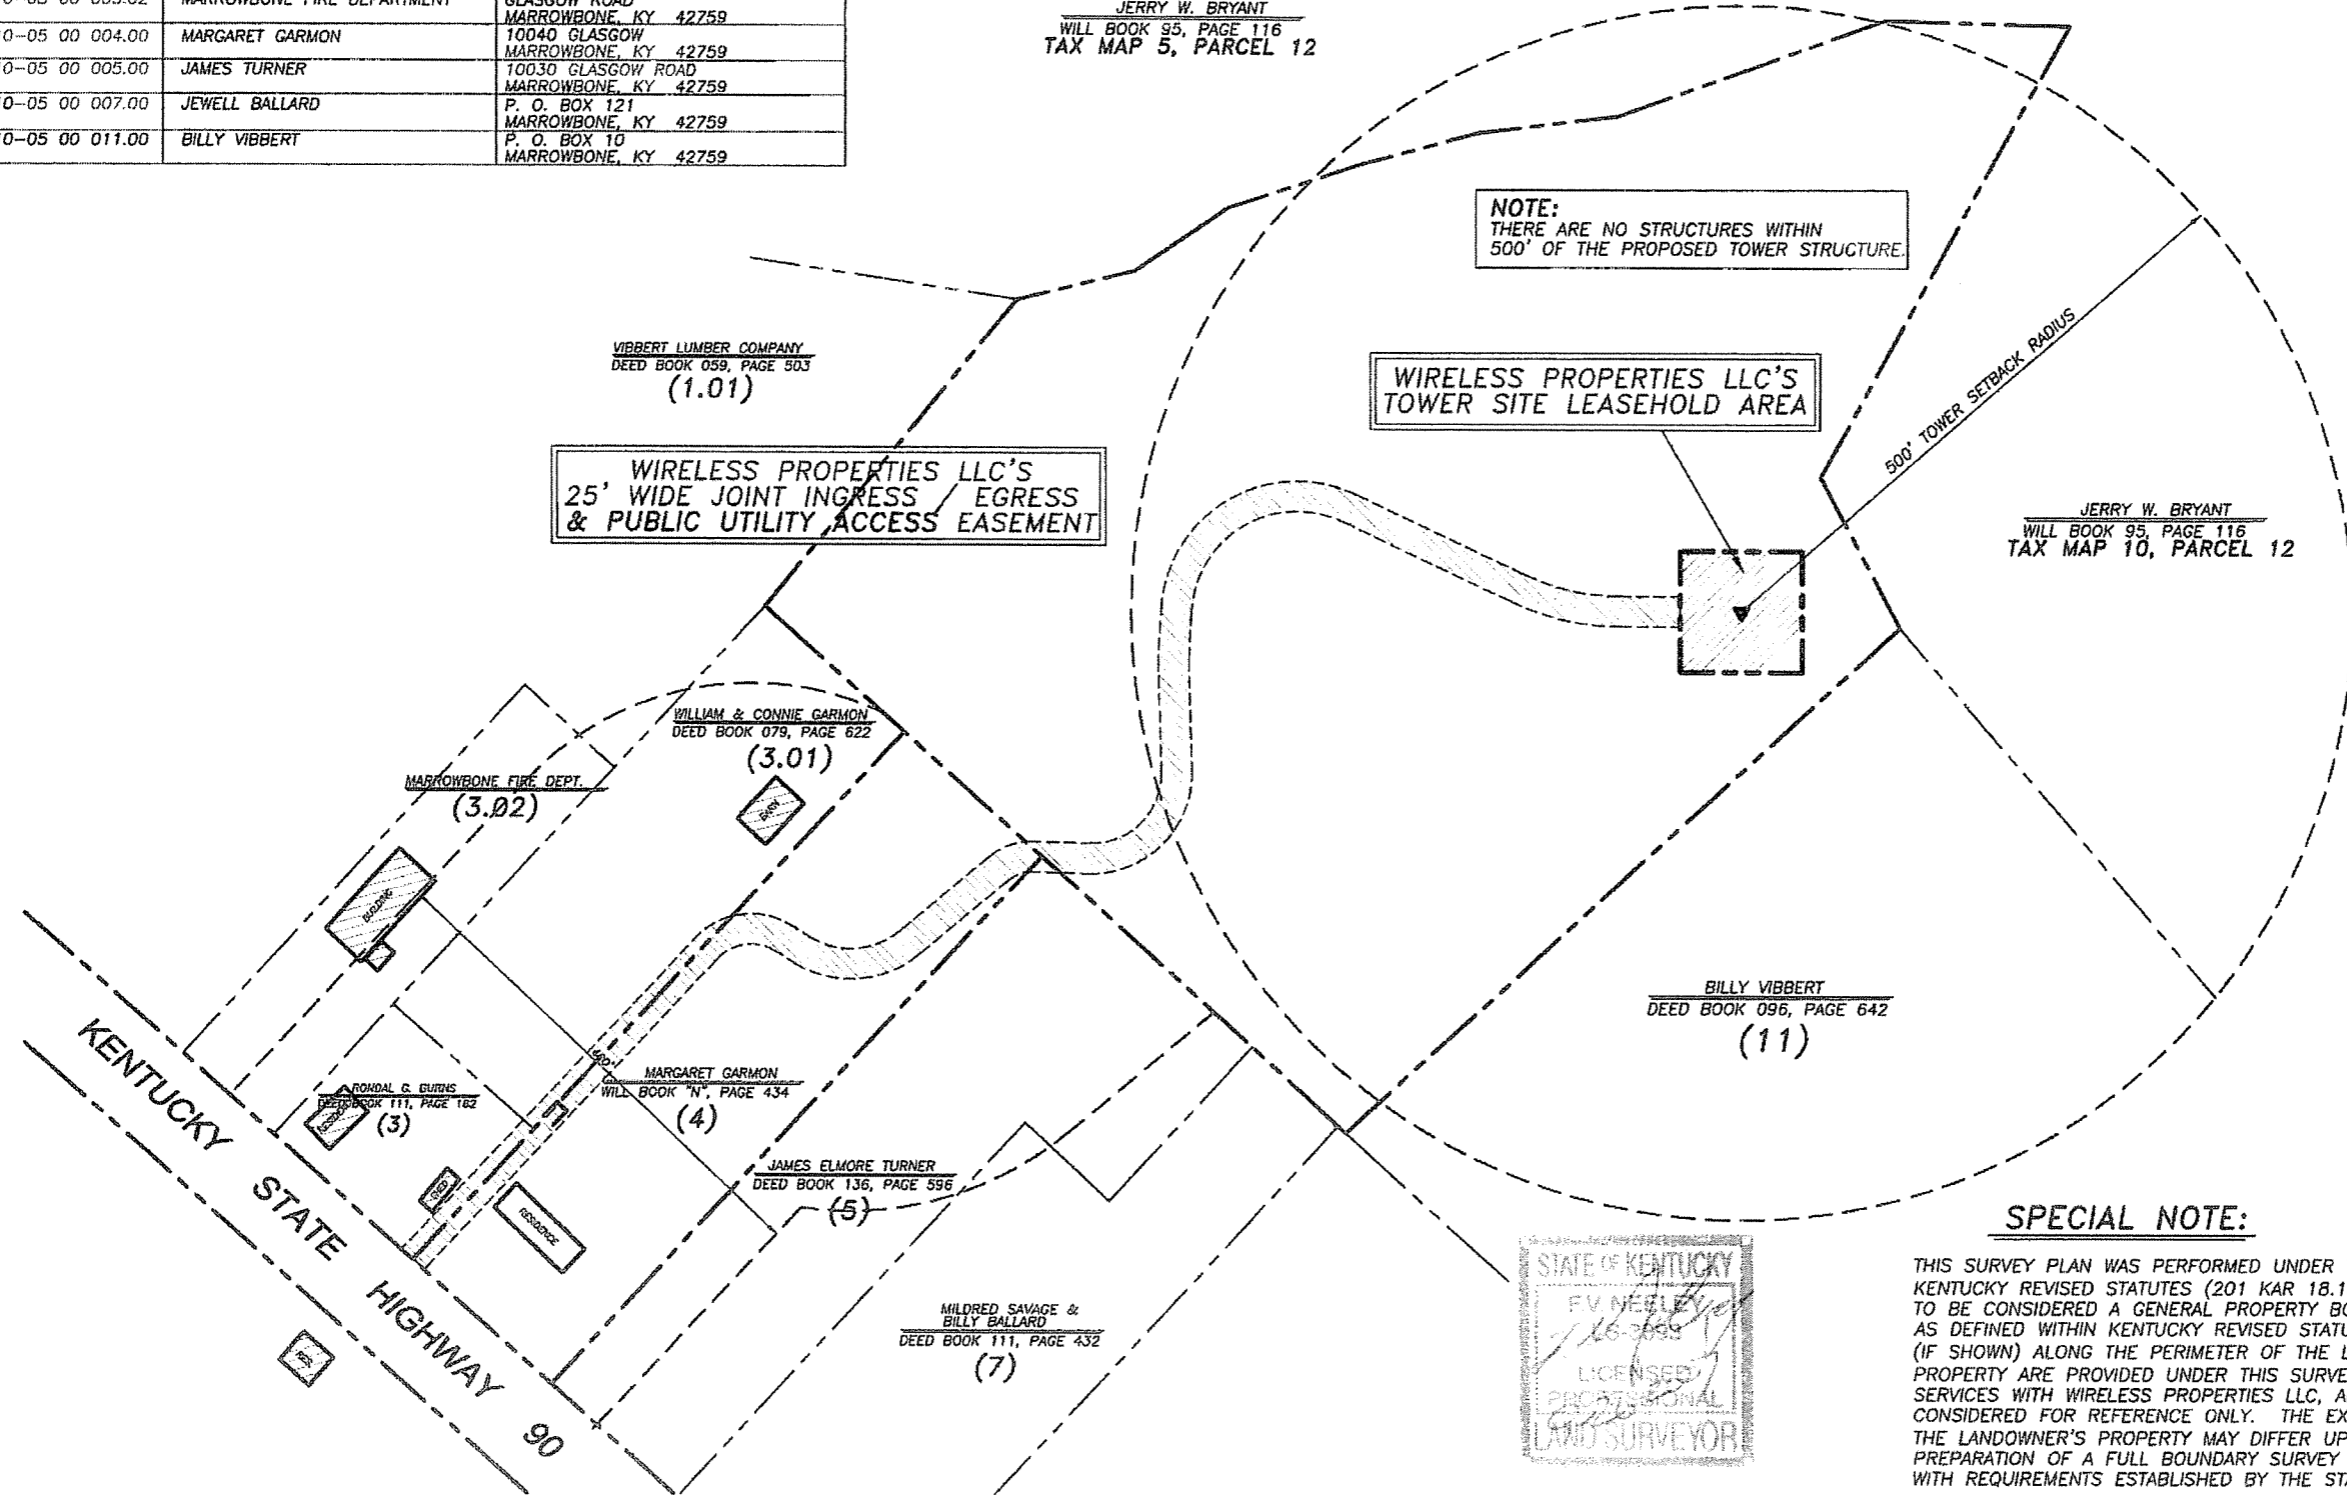 MARROWBONE FIRE DEPARTMENT GLASGOW ROAD
MARROWBONE, KY 42759
0-05 00 004.00 MARGARET GARMON 10040 GLASGOW
MARROWBONE, KY 42759
0-05 00 005.00 JAMES TURNER 10030 GLASGOW ROAD
MARROWBONE, KY 42759
0-05 00 007.00 JEWELL BALLARD P. O. BOX 121
MARROWBONE, KY 42759
0-05 00 011.00 BILLY VIBBERT P. O. BOX 10
MARROWBONE, KY 42759
JERRY W. BRYANT
WILL BOOK 95, PAGE 116
TAX MAP 5, PARCEL 12
NOTE:
THERE ARE NO STRUCTURES WITHIN
500' OF THE PROPOSED TOWER STRUCTURE.
VIBBERT LUMBER COMPANY
DEED BOOK 059, PAGE 503
(1.01)
WIRELESS PROPERTIES LLC'S
TOWER SITE LEASEHOLD AREA
500' TOWER SETBACK RADIUS
WIRELESS PROPERTIES LLC'S
25' WIDE JOINT INGRESS / EGRESS
& PUBLIC UTILITY ACCESS EASEMENT
JERRY W. BRYANT
WILL BOOK 95, PAGE 116
TAX MAP 10, PARCEL 12
WILLIAM & CONNIE GARMON
DEED BOOK 079, PAGE 622
(3.01)
MARROWBONE FIRE DEPT.
(3.02)
BUILDING
BILLY VIBBERT
DEED BOOK 096, PAGE 642
(11)
RONDAL G. BURNS
DEED BOOK 111, PAGE 182
(3)
MARGARET GARMON
WILL BOOK "N", PAGE 434
(4)
JAMES ELMORE TURNER
DEED BOOK 136, PAGE 596
(5)
RESIDENCE
KENTUCKY STATE HIGHWAY 90
MILDRED SAVAGE &
BILLY BALLARD
DEED BOOK 111, PAGE 432
(7)
STATE OF KENTUCKY
F.V. NEELEY
LICENSED
PROFESSIONAL
LAND SURVEYOR
SPECIAL NOTE:
THIS SURVEY PLAN WAS PERFORMED UNDER
KENTUCKY REVISED STATUTES (201 KAR 18.1
TO BE CONSIDERED A GENERAL PROPERTY BO
AS DEFINED WITHIN KENTUCKY REVISED STATU
(IF SHOWN) ALONG THE PERIMETER OF THE L
PROPERTY ARE PROVIDED UNDER THIS SURVE
SERVICES WITH WIRELESS PROPERTIES LLC, A
CONSIDERED FOR REFERENCE ONLY. THE EX
THE LANDOWNER'S PROPERTY MAY DIFFER UP
PREPARATION OF A FULL BOUNDARY SURVEY
WITH REQUIREMENTS ESTABLISHED BY THE STA